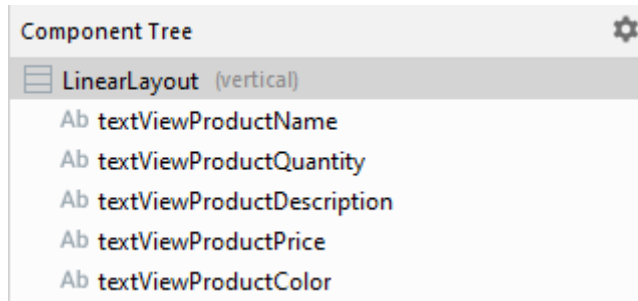 Component Tree
LinearLayout (vertical)
Ab textViewProductName
Ab textViewProductQuantity
Ab textViewProductDescription
Ab textViewProductPrice
Ab textViewProductColor